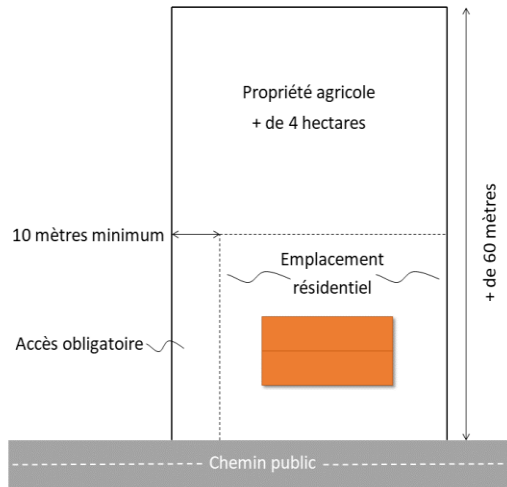 Propriété agricole
+ de 4 hectares
10 mètres minimum
+ de 60 mètres
Emplacement
résidentiel
Accès obligatoire
Chemin public